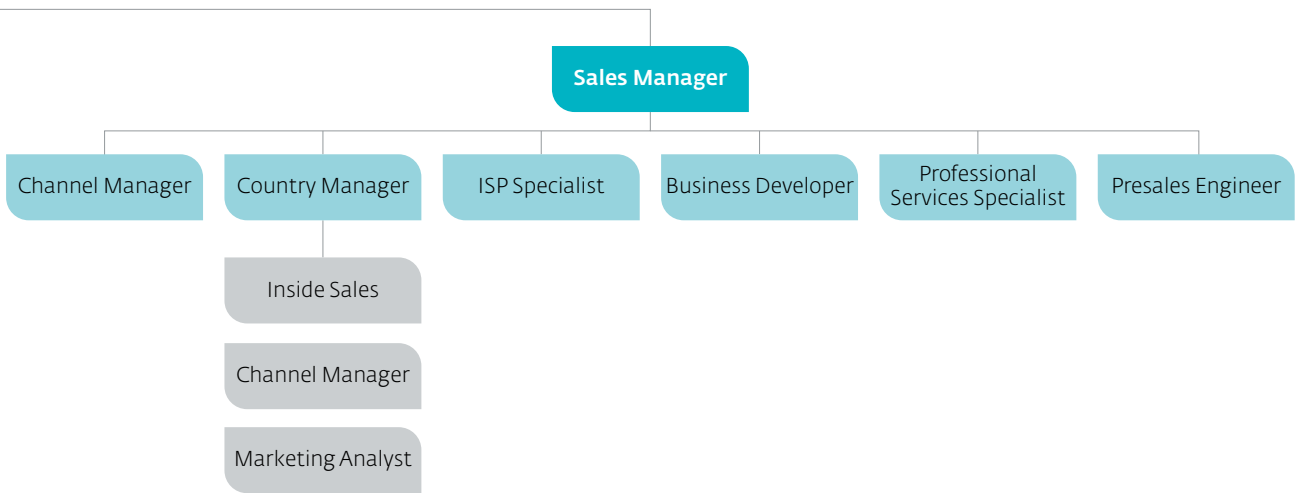 Sales Manager
Channel Manager
Country Manager
ISP Specialist
Business Developer
Professional
Services Specialist
Presales Engineer
Inside Sales
Channel Manager
Marketing Analyst